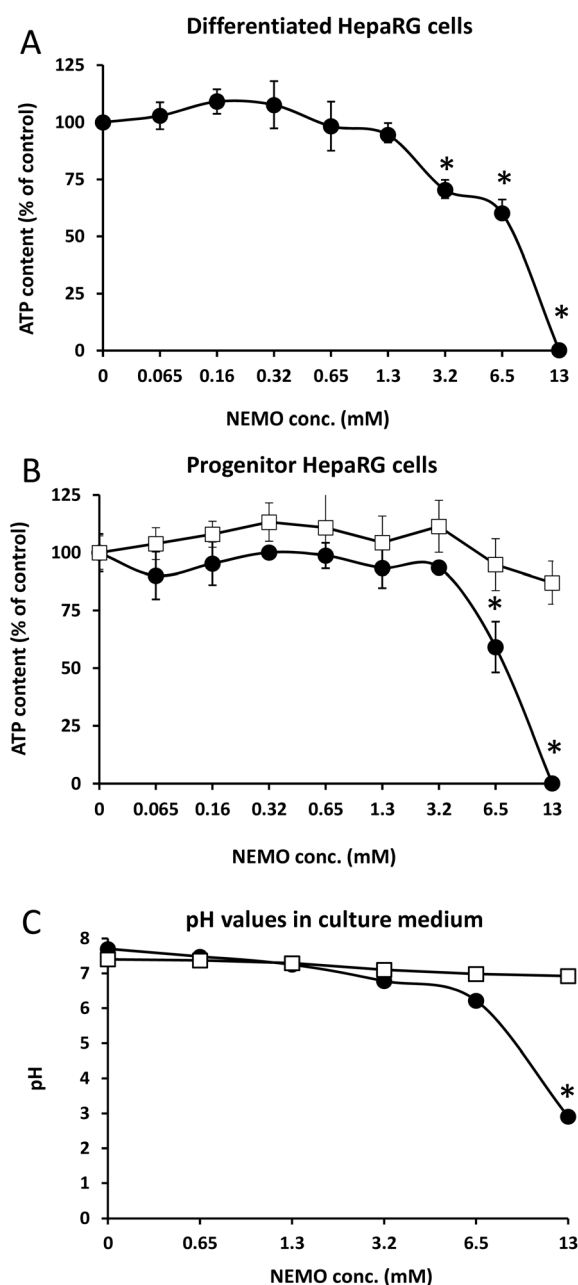 A
Differentiated HepaRG cells
ATP content (% of control)
125
100
75
50
25
0
*
*
*
0 0.065 0.16 0.32 0.65 1.3 3.2 6.5 13
NEMO conc. (mM)
B
Progenitor HepaRG cells
ATP content (% of control)
125
100
75
50
25
0
*
*
0 0.065 0.16 0.32 0.65 1.3 3.2 6.5 13
NEMO conc. (mM)
C
pH values in culture medium
pH
8
7
6
5
4
3
2
1
0
*
0 0.65 1.3 3.2 6.5 13
NEMO conc. (mM)